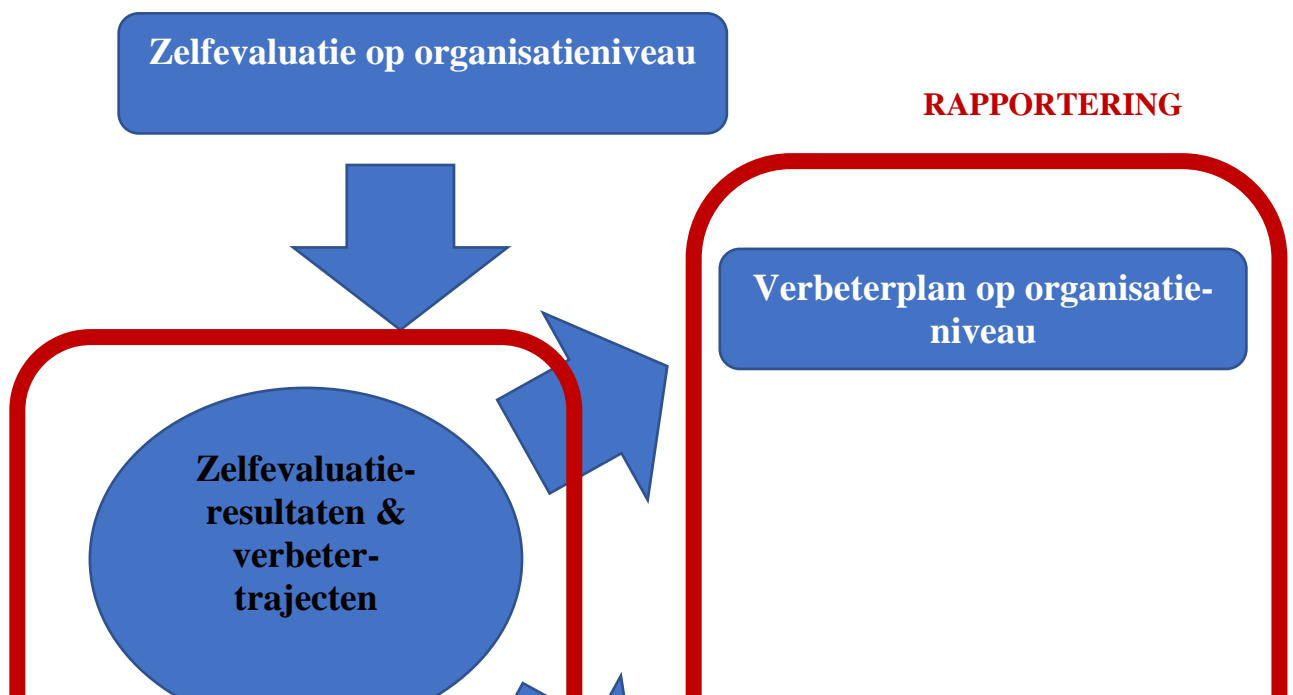 Zelfevaluatie op organisatieniveau
RAPPORTERING
Verbeterplan op organisatie-
niveau
Zelfevaluatie-
resultaten &
verbeter-
trajecten